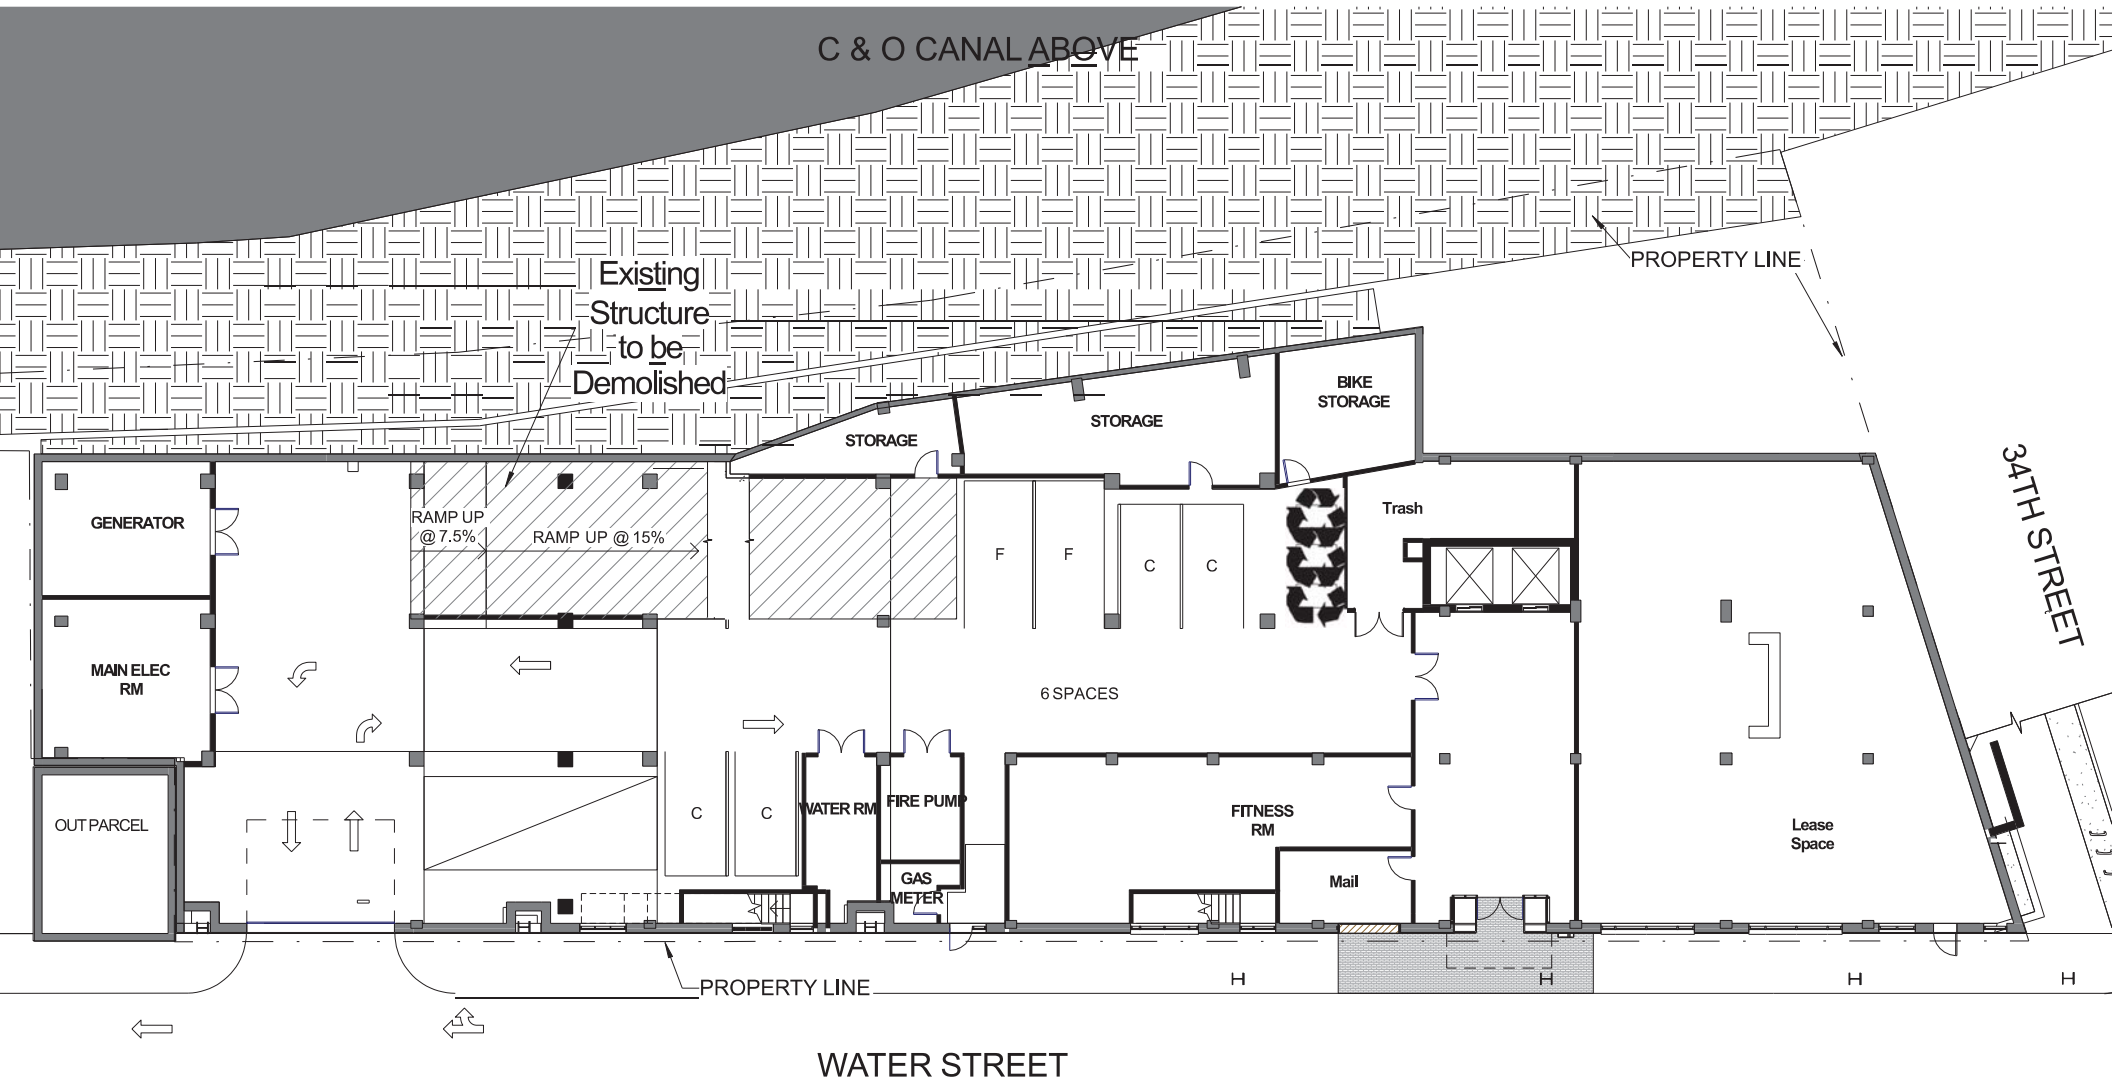 C & O CANAL ABOVE
Existing
Structure
to be
Demolished
PROPERTY LINE
BIKE
STORAGE
STORAGE
STORAGE
34TH STREET
GENERATOR
RAMP UP
@ 7.5%
RAMP UP @ 15%
Trash
F
F
C
C
MAIN ELEC
RM
6 SPACES
OUT PARCEL
C
C
WATER RM
FIRE PUMP
FITNESS
RM
Lease
Space
GAS
METER
Mail
PROPERTY LINE
WATER STREET